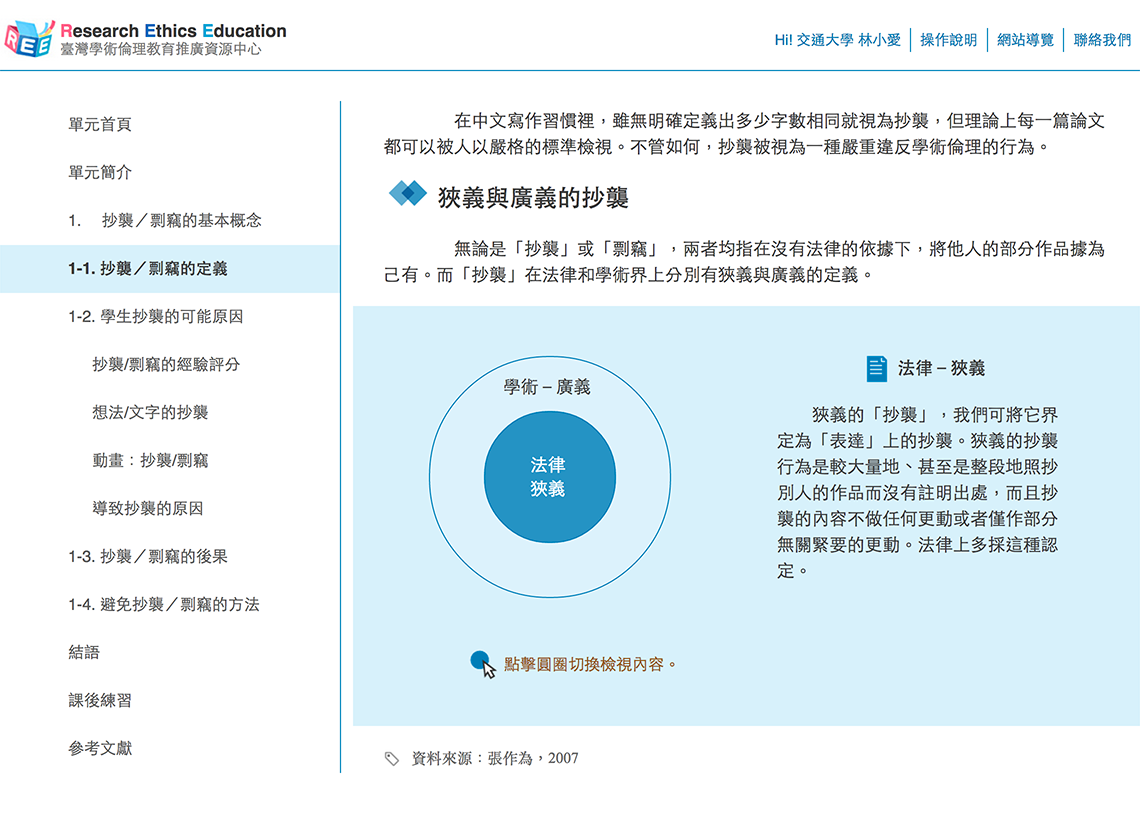 Research Ethics Education
臺灣學術倫理教育推廣資源中心
Hi! 交通大學 林小愛
操作說明
網站導覽
聯絡我們
單元首頁
單元簡介
1. 抄襲／剽竊的基本概念
1-1. 抄襲／剽竊的定義
1-2. 學生抄襲的可能原因
抄襲/剽竊的經驗評分
想法/文字的抄襲
動畫：抄襲/剽竊
導致抄襲的原因
1-3. 抄襲／剽竊的後果
1-4. 避免抄襲／剽竊的方法
結語
課後練習
參考文獻
在中文寫作習慣裡，雖無明確定義出多少字數相同就視為抄襲，但理論上每一篇論文
都可以被人以嚴格的標準檢視。不管如何，抄襲被視為一種嚴重違反學術倫理的行為。
狹義與廣義的抄襲
無論是「抄襲」或「剽竊」，兩者均指在沒有法律的依據下，將他人的部分作品據為
己有。而「抄襲」在法律和學術界上分別有狹義與廣義的定義。
學術－廣義
法律
狹義
點擊圓圈切換檢視內容。
法律－狹義
狹義的「抄襲」，我們可將它界
定為「表達」上的抄襲。狹義的抄襲
行為是較大量地、甚至是整段地照抄
別人的作品而沒有註明出處，而且抄
襲的內容不做任何更動或者僅作部分
無關緊要的更動。法律上多採這種認
定。
資料來源：張作為，2007